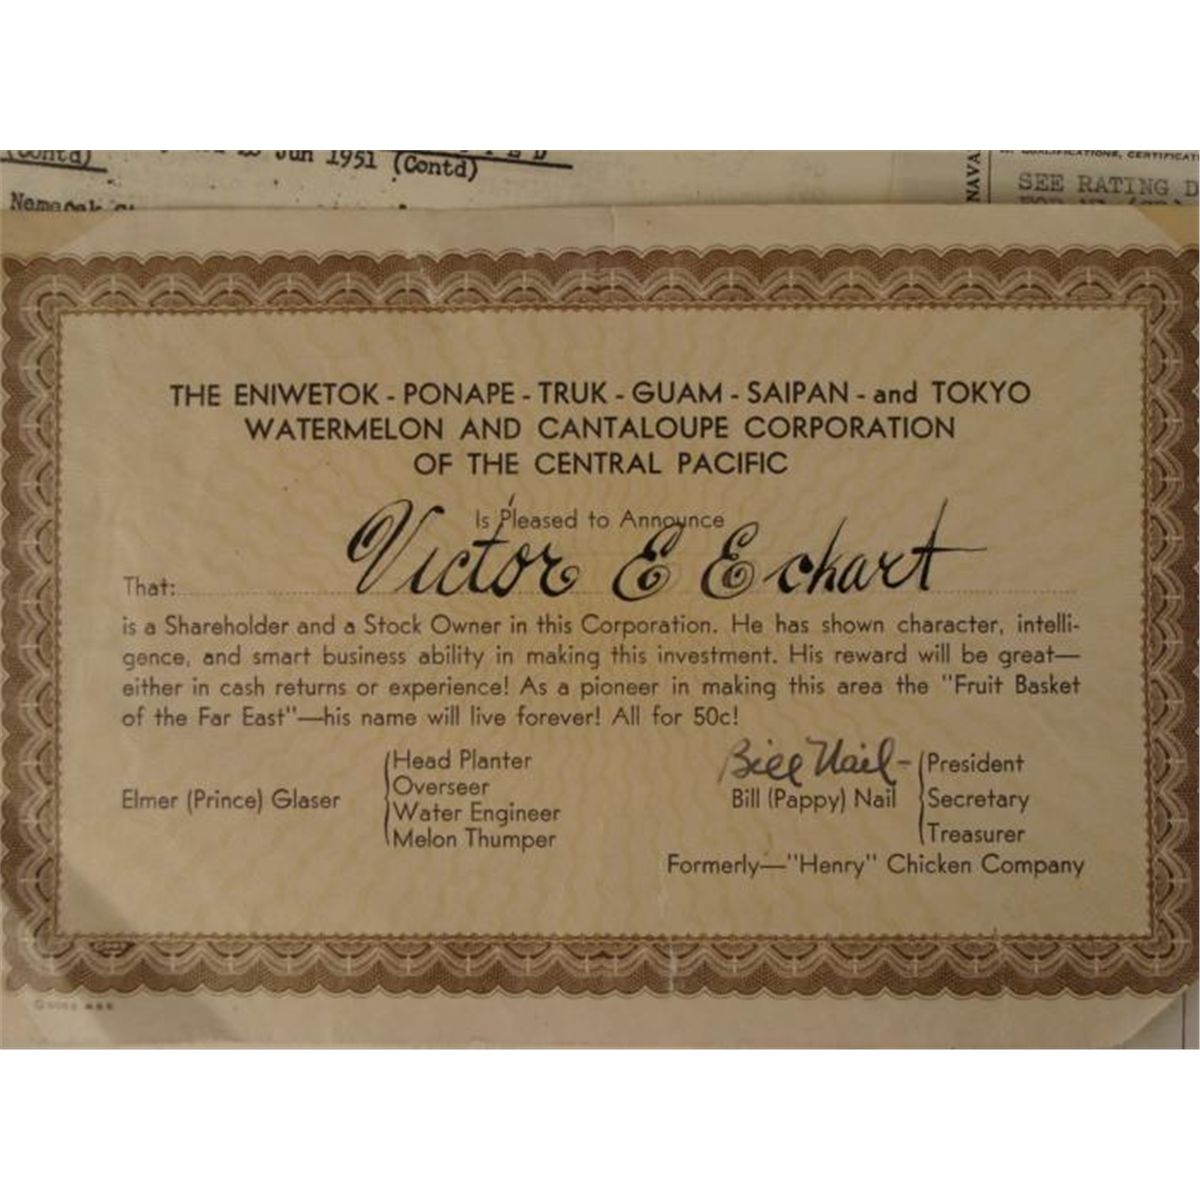 Jun 1951 (Contd)
(Contd)
NAVA
QUALIFICATIONS, CERTIFICAT
SEE RATING D
THE ENIWETOK - PONAPE - TRUK - GUAM - SAIPAN - and TOKYO
WATERMELON AND CANTALOUPE CORPORATION
OF THE CENTRAL PACIFIC
Is Pleased to Announce
That: Victor E Eckart
is a Shareholder and a Stock Owner in this Corporation. He has shown character, intelli-
gence, and smart business ability in making this investment. His reward will be great—
either in cash returns or experience! As a pioneer in making this area the "Fruit Basket
of the Far East"—his name will live forever! All for 50c!
Elmer (Prince) Glaser
Head Planter
Overseer
Water Engineer
Melon Thumper
Bill Nail-
Bill (Pappy) Nail
President
Secretary
Treasurer
Formerly—"Henry" Chicken Company